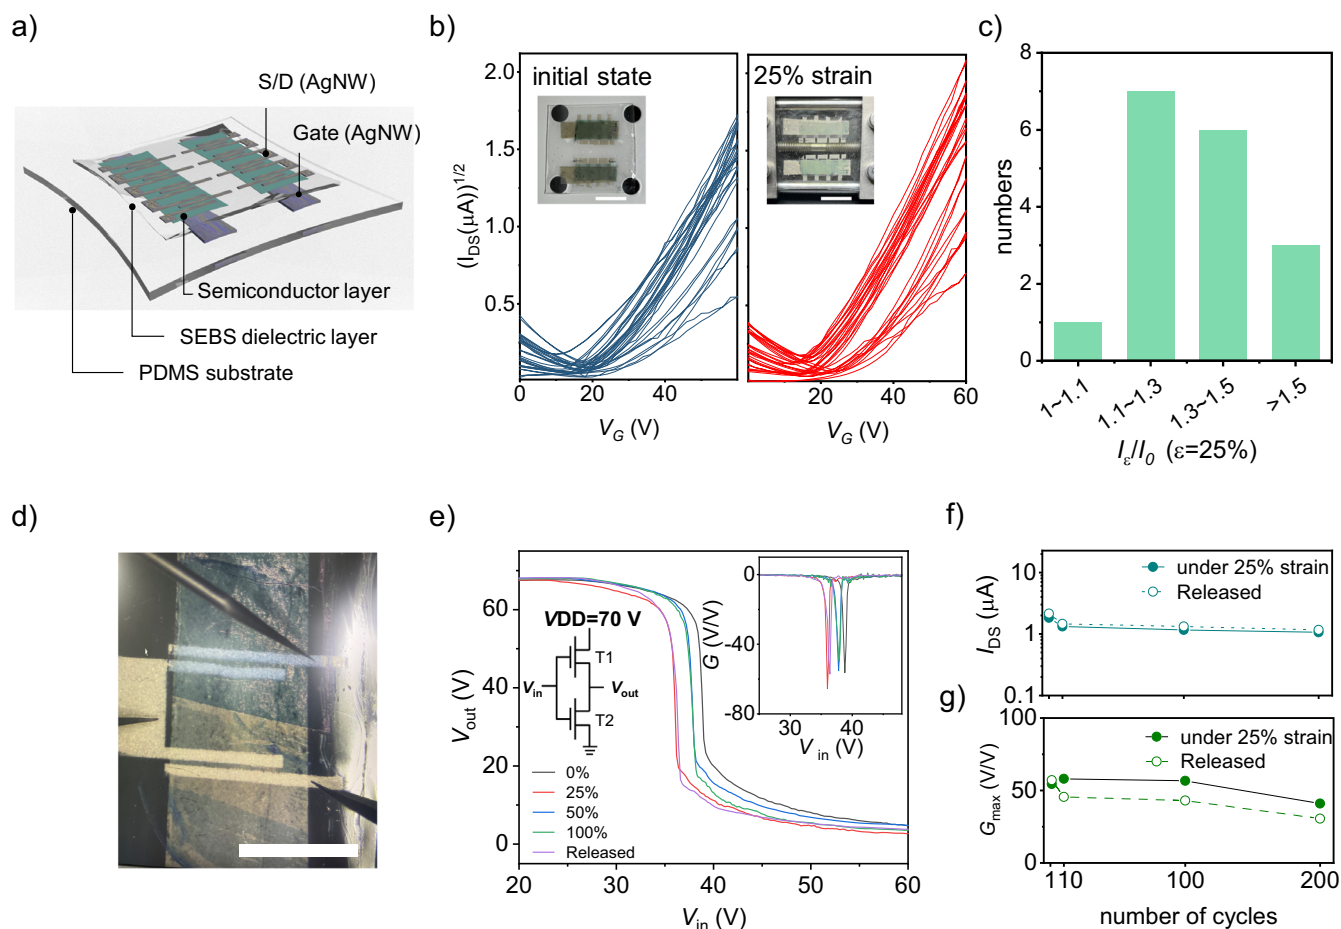 a)
S/D (AgNW)
Gate (AgNW)
Semiconductor layer
SEBS dielectric layer
PDMS substrate
b)
2.0
1.5
1.0
0.5
(I_DS(μA))^1/2
initial state
0 20 40
V_G (V)
25% strain
20 40 60
V_G (V)
c)
8
6
4
2
0
numbers
1~1.1
1.1~1.3
1.3~1.5
>1.5
I_ε/I_0 (ε=25%)
d)
e)
60
40
20
0
V_out (V)
VDD=70 V
T1
V_in
V_out
T2
0%
25%
50%
100%
Released
20 30 40 50 60
V_in (V)
0
-40
-80
G (V/V)
30 40
V_in (V)
f)
10
1
0.1
I_DS (μA)
under 25% strain
Released
g)
100
50
0
G_max (V/V)
under 25% strain
Released
1 10 100 200
number of cycles